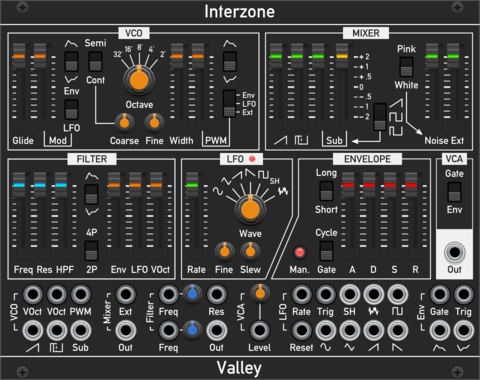 Interzone
VCO
MIXER
Semi
Cont
32'
16'
8'
4'
2'
Octave
Coarse
Fine
Glide
Mod
Env
LFO
Width
PWM
Env
LFO
Ext
+2
+1
+.5
0
-.5
-1
-2
Sub
Pink
White
Noise Ext
FILTER
LFO
ENVELOPE
VCA
4P
2P
Freq Res HPF
Env LFO VOct
SH
Wave
Rate
Fine Slew
Long
Short
Cycle
Man.
Gate
A D S R
Gate
Env
Out
VCO
VOct VOct PWM
Sub
Mixer
Ext
Out
Filter
Freq
Res
Freq
Out
VCA
Level
LFO
Rate Trig SH
Reset
Env
Gate Trig
Valley